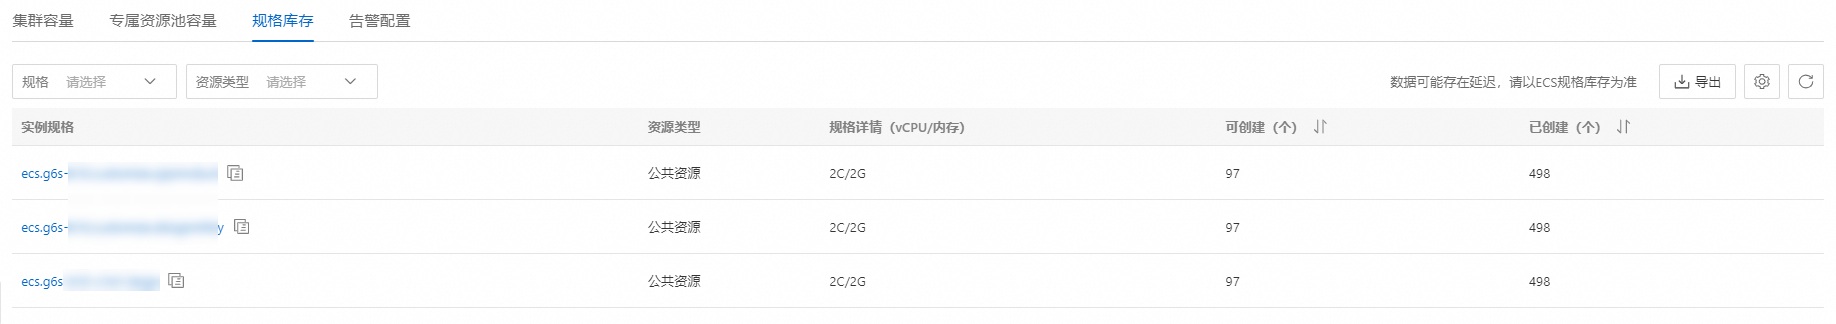 集群容量 专属资源池容量 规格库存 告警配置
规格 请选择 资源类型 请选择 数据可能存在延迟，请以ECS规格库存为准 导出
实例规格 资源类型 规格详情（vCPU/内存） 可创建（个） 已创建（个）
ecs.g6s- 公共资源 2C/2G 97 498
ecs.g6s- y 公共资源 2C/2G 97 498
ecs.g6s 公共资源 2C/2G 97 498